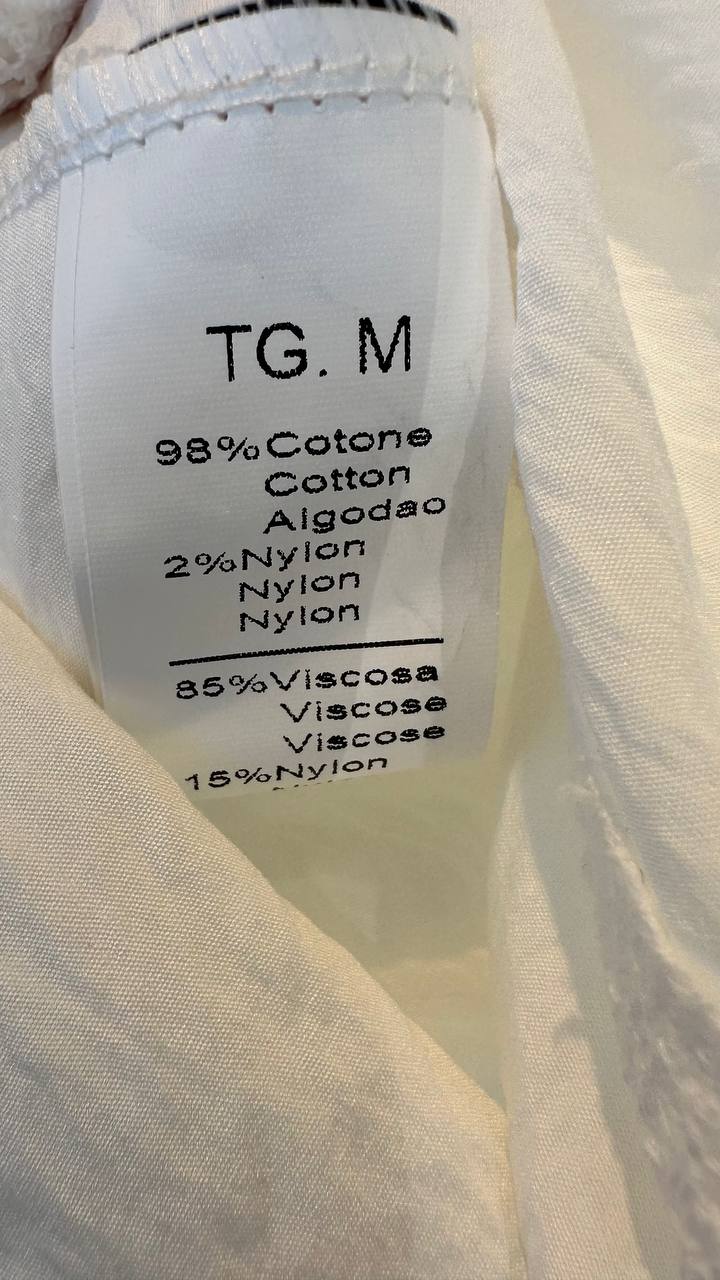 TG. M
98%Cotone
Cotton
Algodao
2%Nylon
Nylon
Nylon
85%Viscosa
Viscose
Viscose
15%Nylon